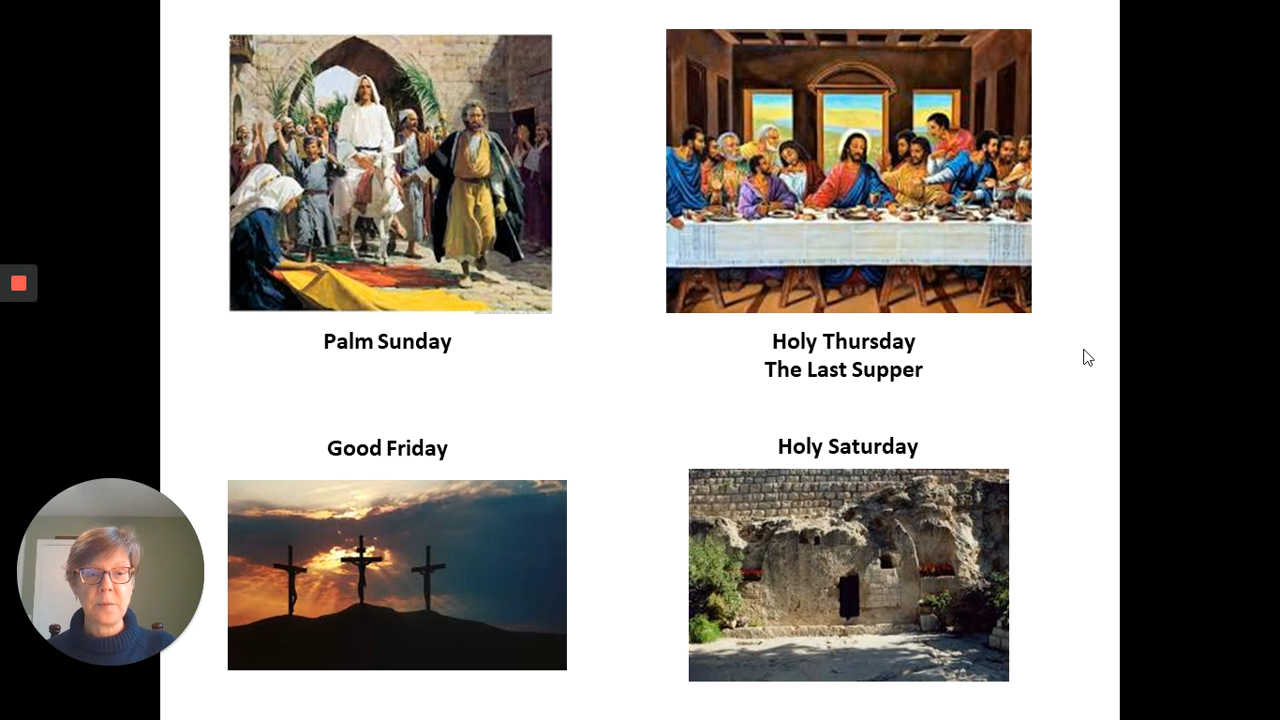 Palm Sunday
Holy Thursday
The Last Supper
Good Friday
Holy Saturday